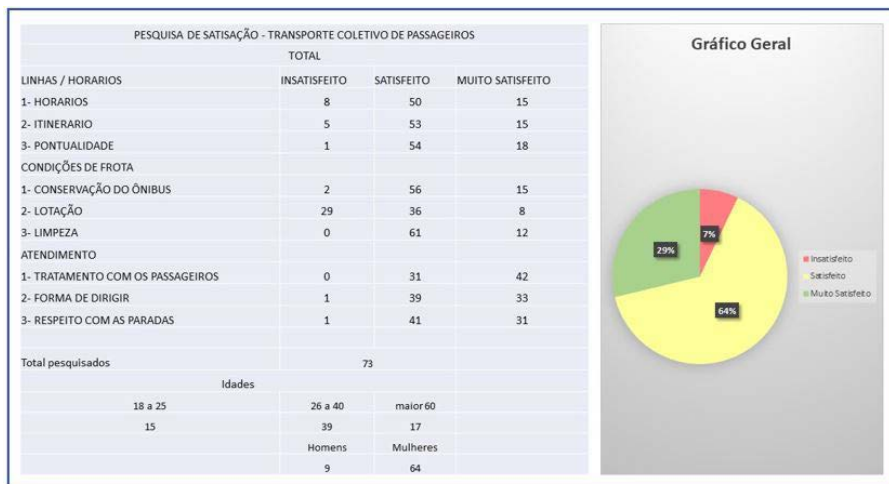 PESQUISA DE SATISAÇÃO - TRANSPORTE COLETIVO DE PASSAGEIROS
TOTAL
LINHAS / HORARIOS INSATISFEITO SATISFEITO MUITO SATISFEITO
1- HORARIOS 8 50 15
2- ITINERARIO 5 53 15
3- PONTUALIDADE 1 54 18
CONDIÇÕES DE FROTA
1- CONSERVAÇÃO DO ÔNIBUS 2 56 15
2- LOTAÇÃO 29 36 8
3- LIMPEZA 0 61 12
ATENDIMENTO
1- TRATAMENTO COM OS PASSAGEIROS 0 31 42
2- FORMA DE DIRIGIR 1 39 33
3- RESPEITO COM AS PARADAS 1 41 31
Total pesquisados 73
Idades
18 a 25 26 a 40 maior 60
15 39 17
Homens Mulheres
9 64
Gráfico Geral
7%
29%
64%
Insatisfeito
Satisfeito
Muito Satisfeito